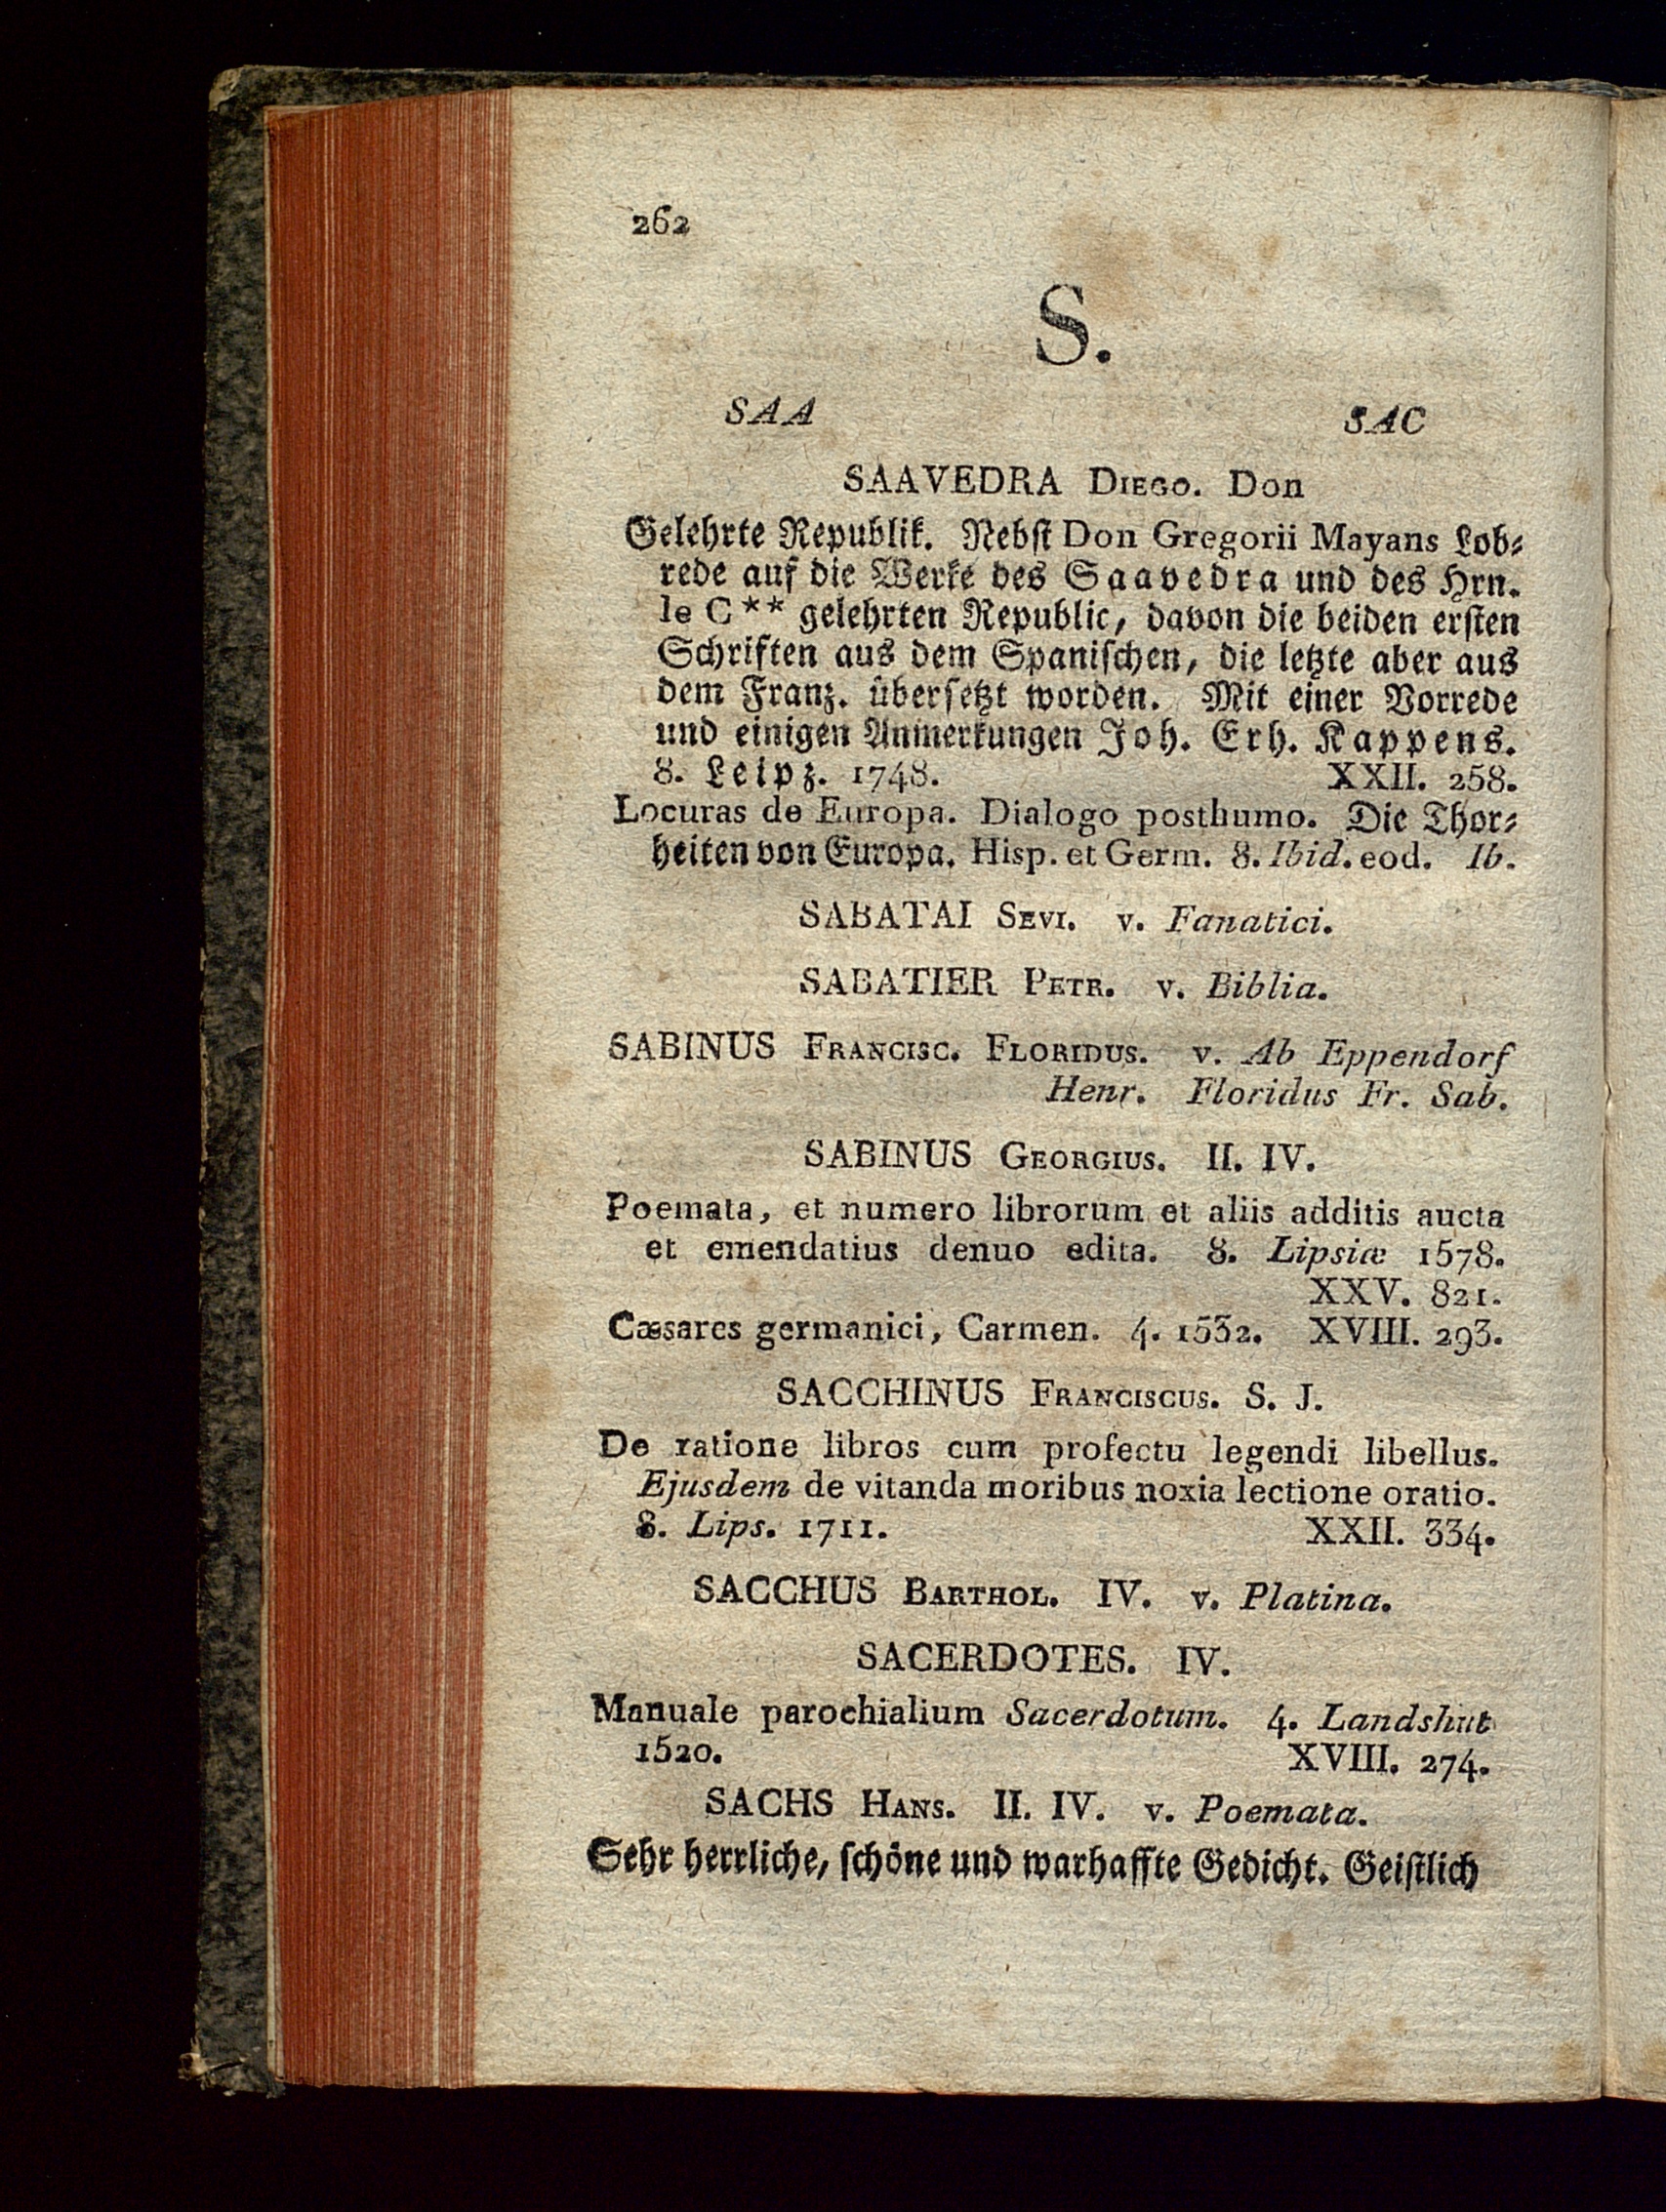 262
S.
SAA SAC
SAAVEDRA DIEGO. Don
Gelehrte Republik. Nebſt Don Gregorii Mayans Lob⸗
rede auf die Werke des Saavedra und des Hrn.
le C** gelehrten Republic, davon die beiden erſten
Schriften aus dem Spaniſchen, die letzte aber aus
dem Franz. überſetzt worden. Mit einer Vorrede
und einigen Anmerkungen Joh. Erh. Kappens.
8. Leipz. 1748. XXII. 258.
Locuras de Europa. Dialogo posthumo. Die Thor⸗
heiten von Europa. Hisp. et Germ. 8. Ibid. eod. Ib.
SABATAI SEVI. v. Fanatici.
SABATIER PETR. v. Biblia.
SABINUS FRANCISC. FLORIDUS. v. Ab Eppendorf
Henr. Floridus Fr. Sab.
SABINUS GEORGIUS. II. IV.
Poemata, et numero librorum et aliis additis aucta
et emendatius denuo edita. 8. Lipsiæ 1578.
XXV. 821.
Cæsares germanici, Carmen. 4. 1532. XVIII. 293.
SACCHINUS FRANCISCUS. S. J.
De ratione libros cum profectu legendi libellus.
Ejusdem de vitanda moribus noxia lectione oratio.
8. Lips. 1711. XXII. 334.
SACCHUS BARTHOL. IV. v. Platina.
SACERDOTES. IV.
Manuale parochialium Sacerdotum. 4. Landshut
1520. XVIII. 274.
SACHS HANS. II. IV. v. Poemata.
Sehr herrliche, ſchöne und warhaffte Gedicht. Geiſtlich